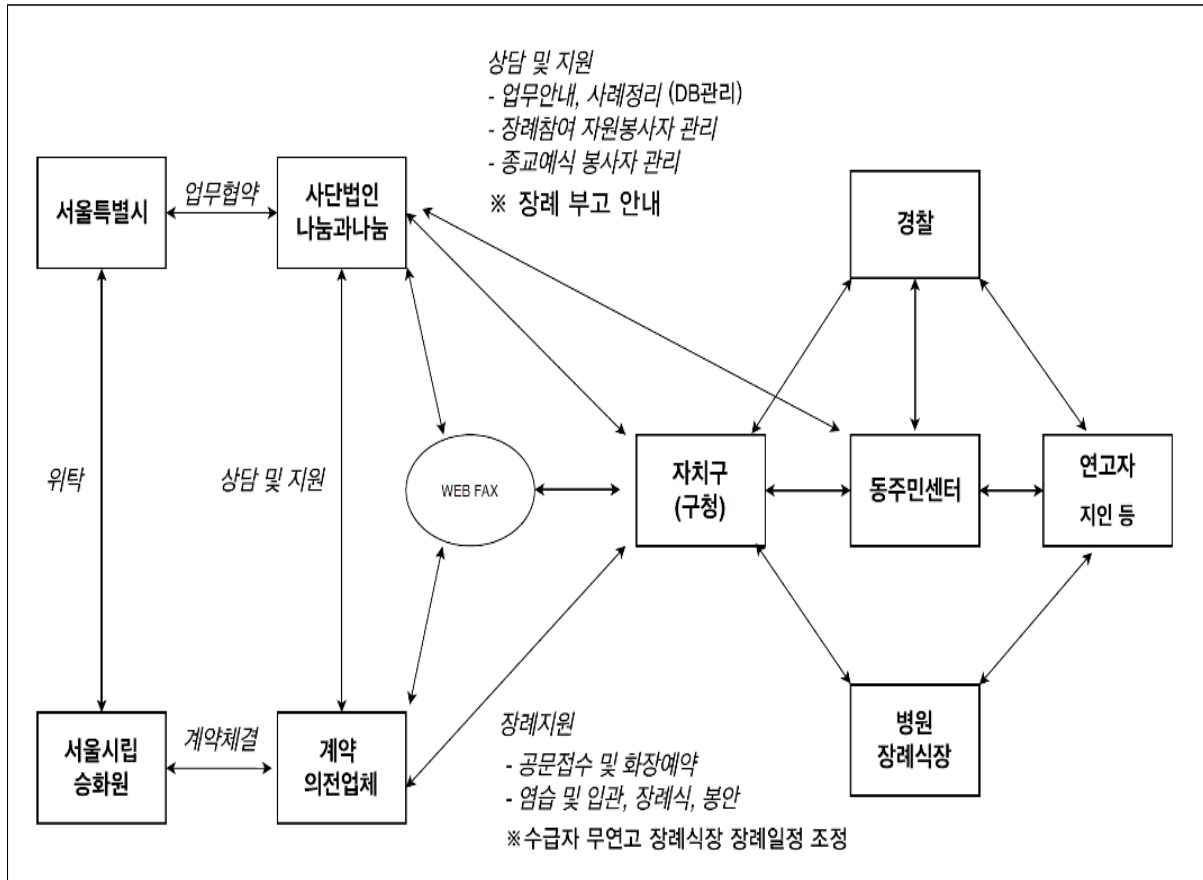 상담 및 지원
- 업무안내, 사례정리 (DB관리)
- 장례참여 자원봉사자 관리
- 종교예식 봉사자 관리
※ 장례 부고 안내
서울특별시
업무협약
사단법인
나눔과나눔
경찰
위탁
상담 및 지원
WEB FAX
자치구
(구청)
동주민센터
연고자
지인 등
서울시립
승화원
계약체결
계약
의전업체
장례지원
- 공문접수 및 화장예약
- 염습 및 입관, 장례식, 봉안
※수급자 무연고 장례식장 장례일정 조정
병원
장례식장